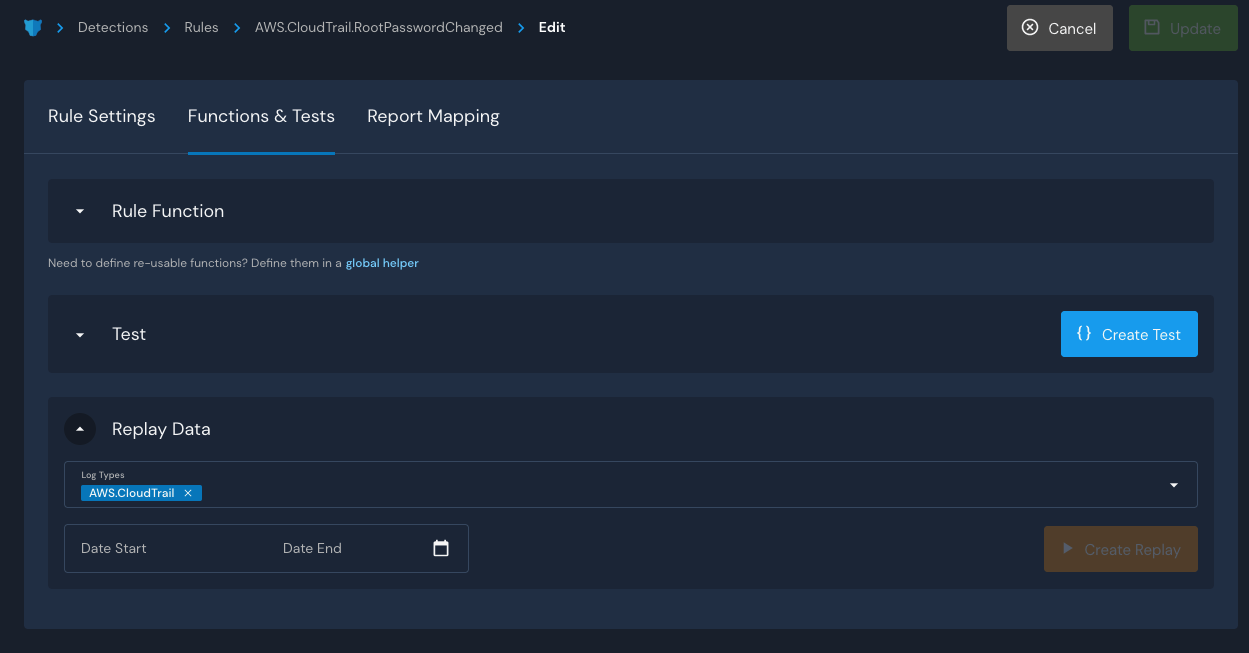 Detections Rules AWS.CloudTrail.RootPasswordChanged Edit
Cancel
Update
Rule Settings
Functions & Tests
Report Mapping
Rule Function
Need to define re-usable functions? Define them in a global helper
Test
{} Create Test
Replay Data
Log Types
AWS.CloudTrail
Date Start
Date End
Create Replay